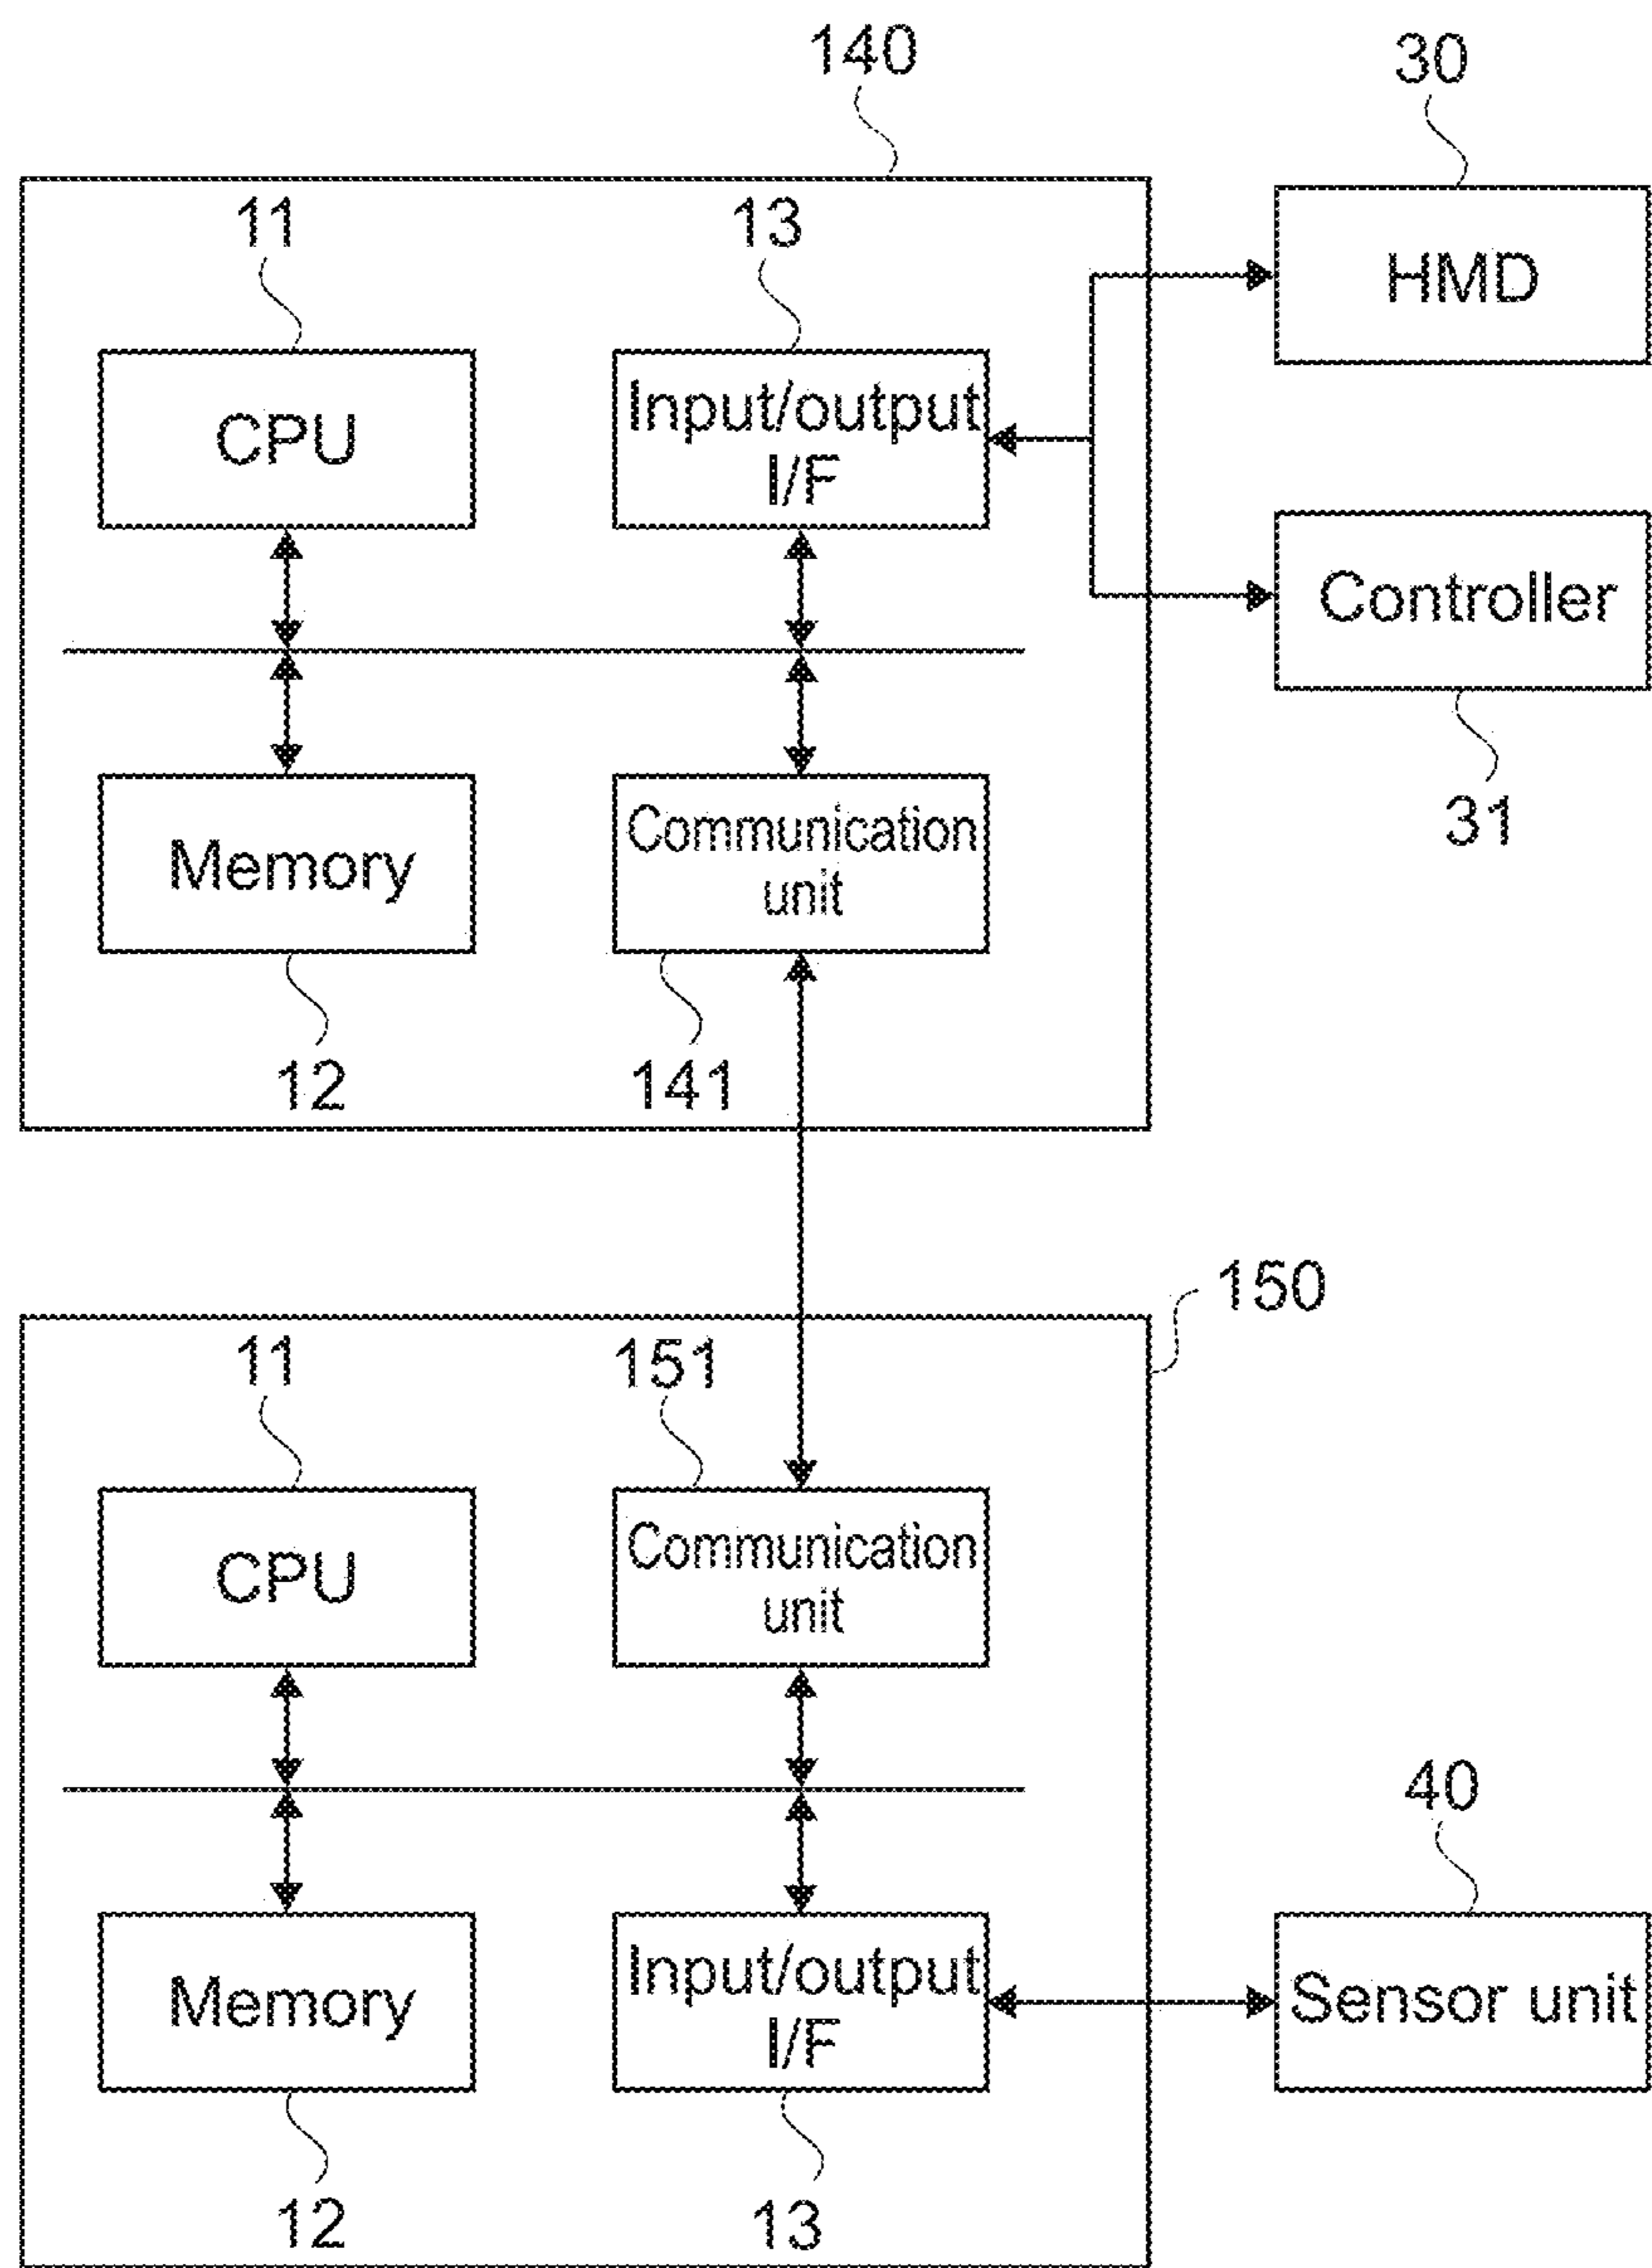 140
30
11
13
HMD
CPU
Input/output
I/F
Controller
Memory
Communication
unit
31
12
141
150
11
151
CPU
Communication
unit
40
Memory
Input/output
I/F
Sensor unit
12
13